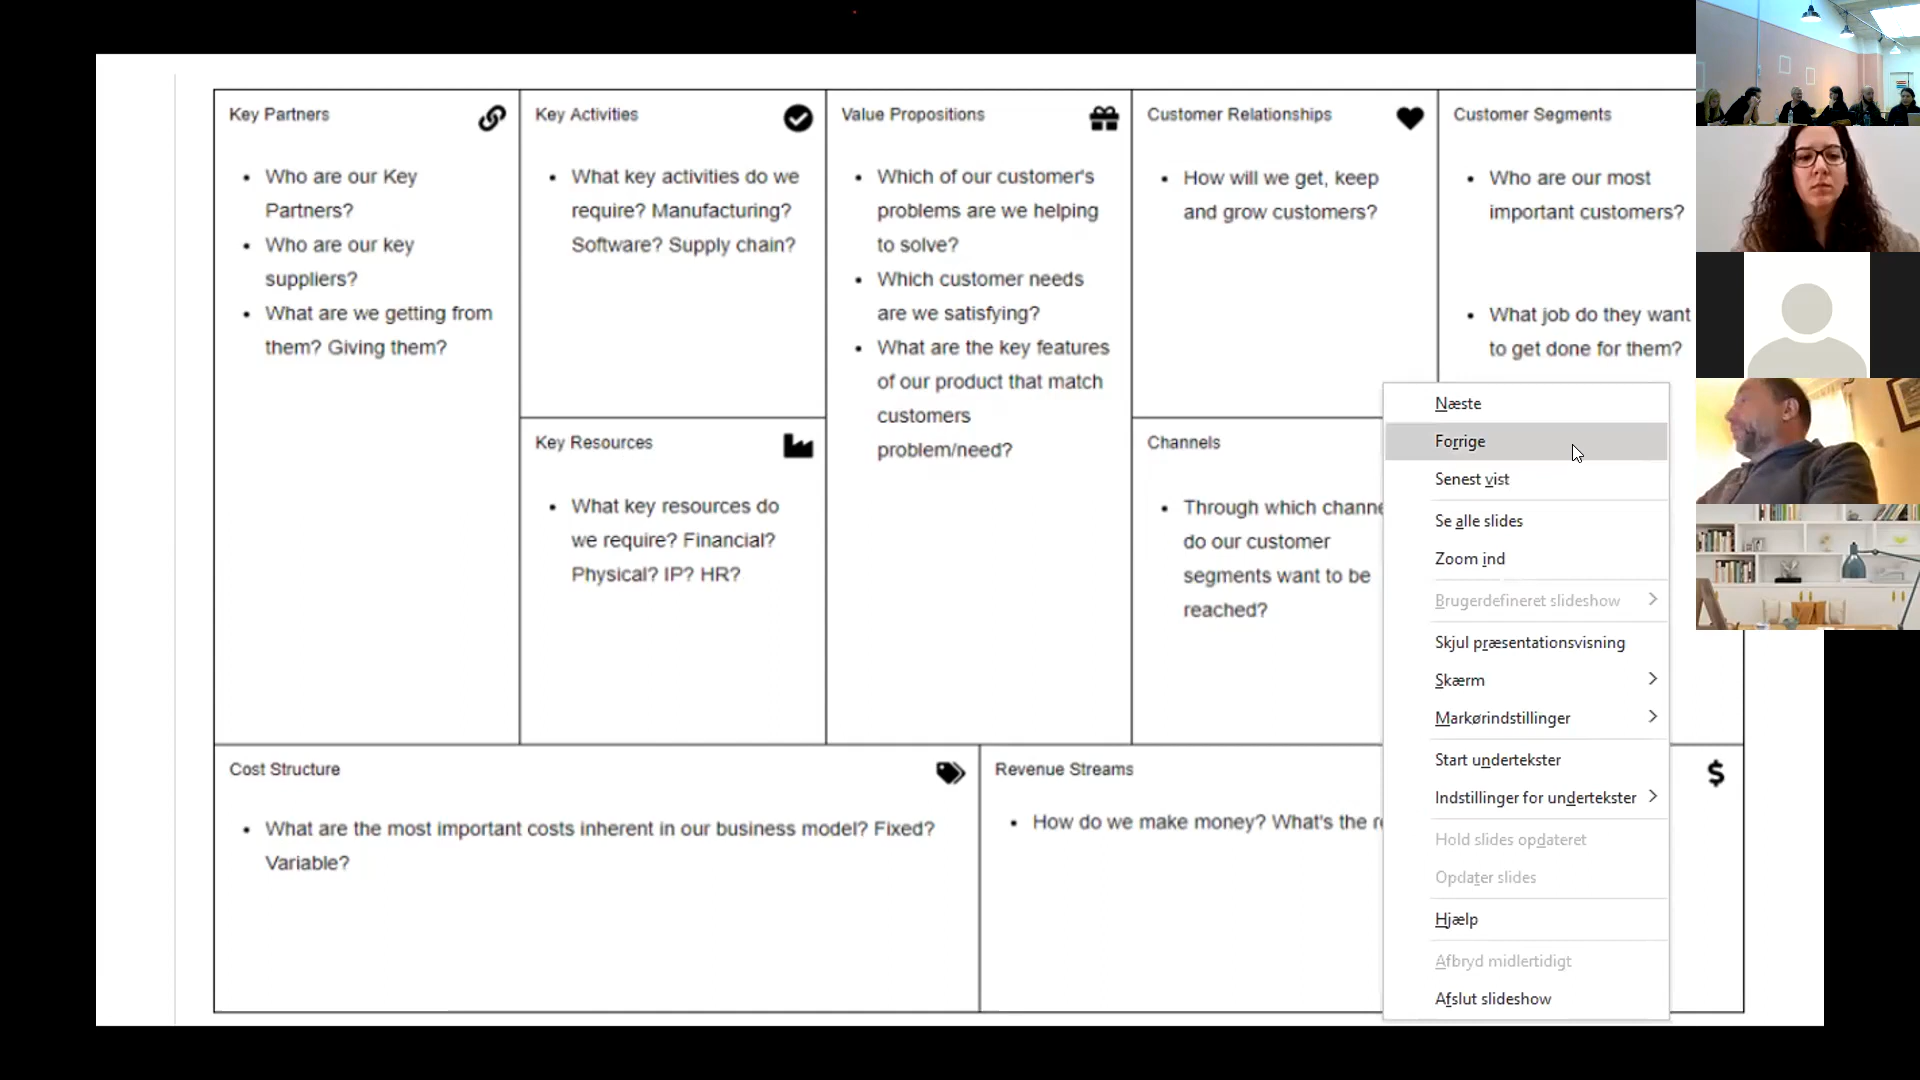 Key Partners
Who are our Key
Partners?
Who are our key
suppliers?
What are we getting from
them? Giving them?
Key Activities
What key activities do we
require? Manufacturing?
Software? Supply chain?
Key Resources
What key resources do
we require? Financial?
Physical? IP? HR?
Value Propositions
Which of our customer's
problems are we helping
to solve?
Which customer needs
are we satisfying?
What are the key features
of our product that match
customers
problem/need?
Customer Relationships
How will we get, keep
and grow customers?
Channels
Through which
do our customer
segments want to be
reached?
Customer Segments
Who are our most
important customers?
What job do they want
to get done for them?
Cost Structure
What are the most important costs inherent in our business model? Fixed?
Variable?
Revenue Streams
$
How do we make money? What's the
Næste
Forrige
Senest vist
Se alle slides
Zoom ind
Brugerdefineret slideshow
Skjul præsentationsvisning
Skærm
Markørindstillinger
Start undertekster
Indstillinger for undertekster
Hold slides opdateret
Opdater slides
Hjælp
Afbryd midlertidigt
Afslut slideshow